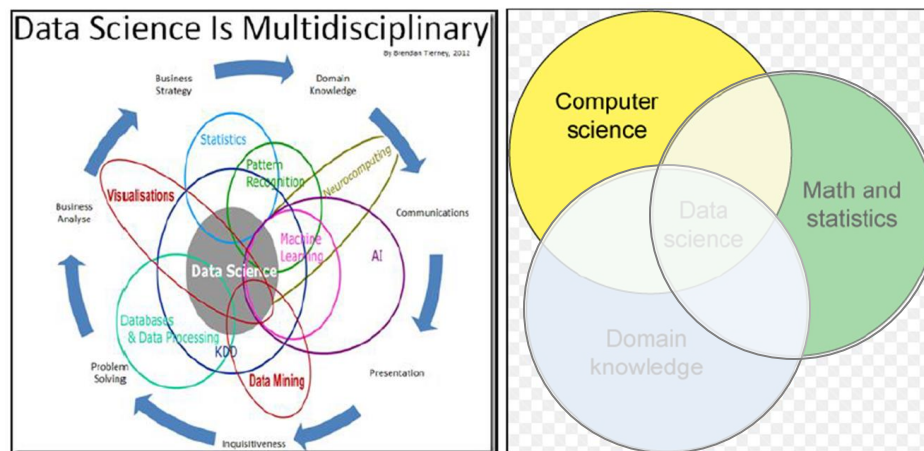 Data Science Is Multidisciplinary
By Brendan Tierney, 2012
Business
Strategy
Domain
Knowledge
Statistics
Pattern
Recognition
Neurocomputing
Visualisations
Business
Analyse
Communications
Machine
Learning
AI
Data Science
Databases
& Data Processing
KDD
Data Mining
Problem
Solving
Presentation
Inquisitiveness
Computer
science
Math and
statistics
Data
science
Domain
knowledge